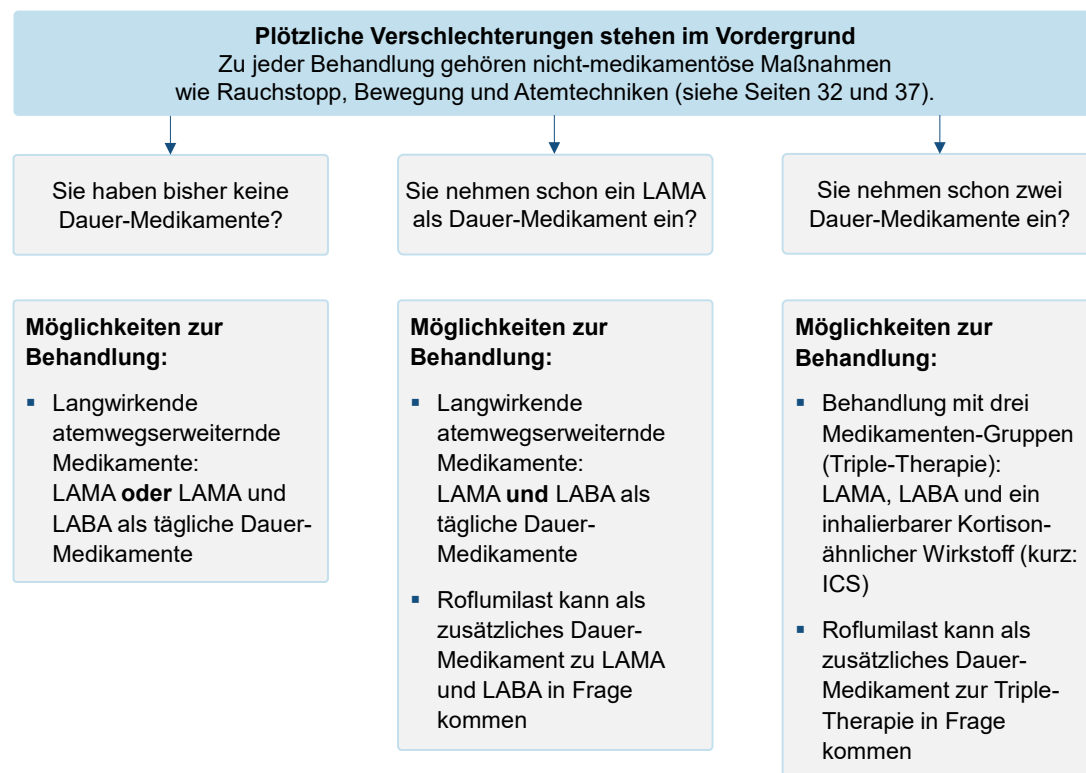 Plötzliche Verschlechterungen stehen im Vordergrund
Zu jeder Behandlung gehören nicht-medikamentöse Maßnahmen
wie Rauchstopp, Bewegung und Atemtechniken (siehe Seiten 32 und 37).
Sie haben bisher keine
Dauer-Medikamente?
Sie nehmen schon ein LAMA
als Dauer-Medikament ein?
Sie nehmen schon zwei
Dauer-Medikamente ein?
Möglichkeiten zur
Behandlung:
▪ Langwirkende
atemwegserweiternde
Medikamente:
LAMA oder LAMA und
LABA als tägliche Dauer-
Medikamente
Möglichkeiten zur
Behandlung:
▪ Langwirkende
atemwegserweiternde
Medikamente:
LAMA und LABA als
tägliche Dauer-
Medikamente
▪ Roflumilast kann als
zusätzliches Dauer-
Medikament zu LAMA
und LABA in Frage
kommen
Möglichkeiten zur
Behandlung:
▪ Behandlung mit drei
Medikamenten-Gruppen
(Triple-Therapie):
LAMA, LABA und ein
inhalierbarer Kortison-
ähnlicher Wirkstoff (kurz:
ICS)
▪ Roflumilast kann als
zusätzliches Dauer-
Medikament zur Triple-
Therapie in Frage
kommen